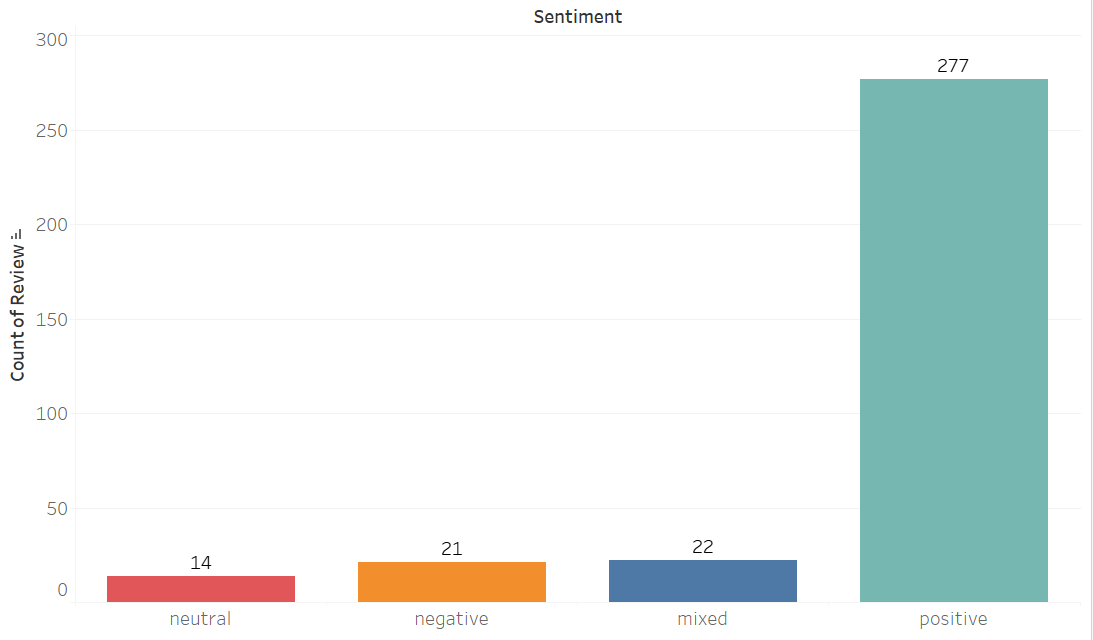 Sentiment
300
250
200
150
100
50
0
Count of Review
14
21
22
277
neutral
negative
mixed
positive